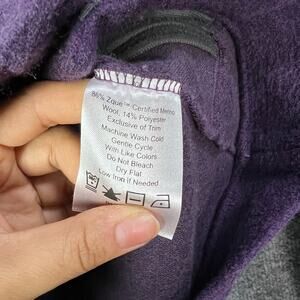 86% Zque™ Certified Merino
Wool, 14% Polyester
Exclusive of Trim
Machine Wash Cold
Gentle Cycle
With Like Colors
Do Not Bleach
Dry Flat
Low Iron if Needed